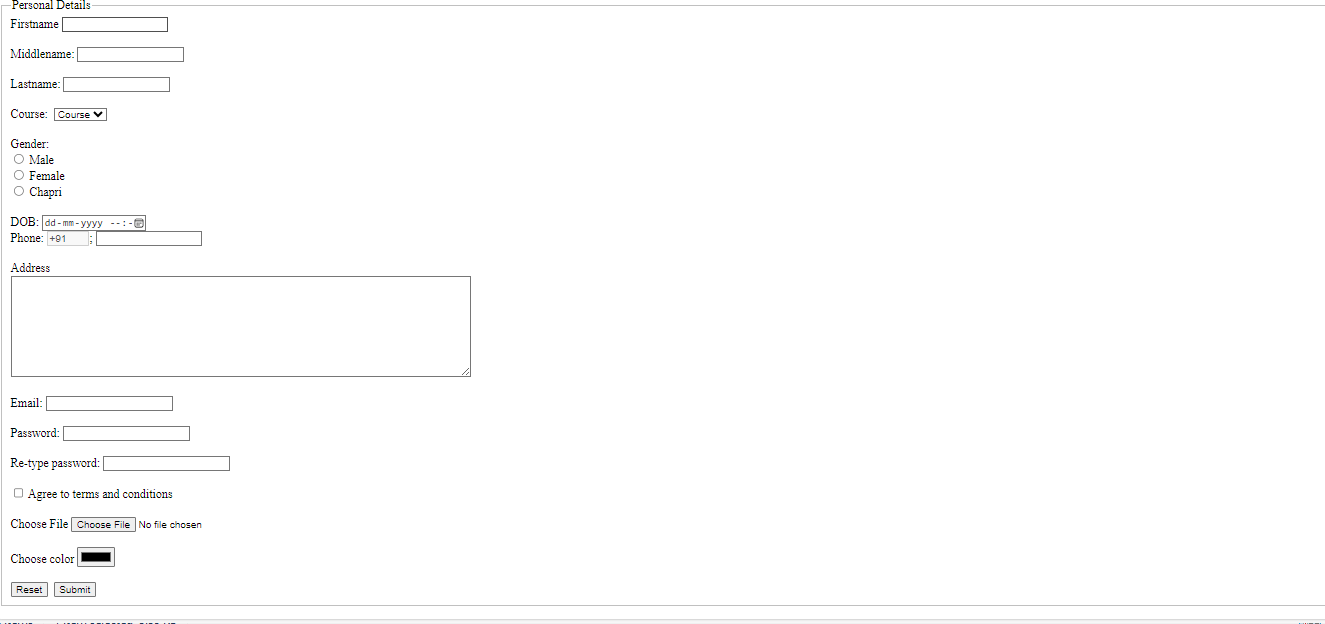 Personal Details
Firstname
Middlename:
Lastname:
Course: Course
Gender:
Male
Female
Chapri
DOB: dd-mm-yyyy --:-
Phone: +91 ;
Address
Email:
Password:
Re-type password:
Agree to terms and conditions
Choose File Choose File No file chosen
Choose color
Reset Submit